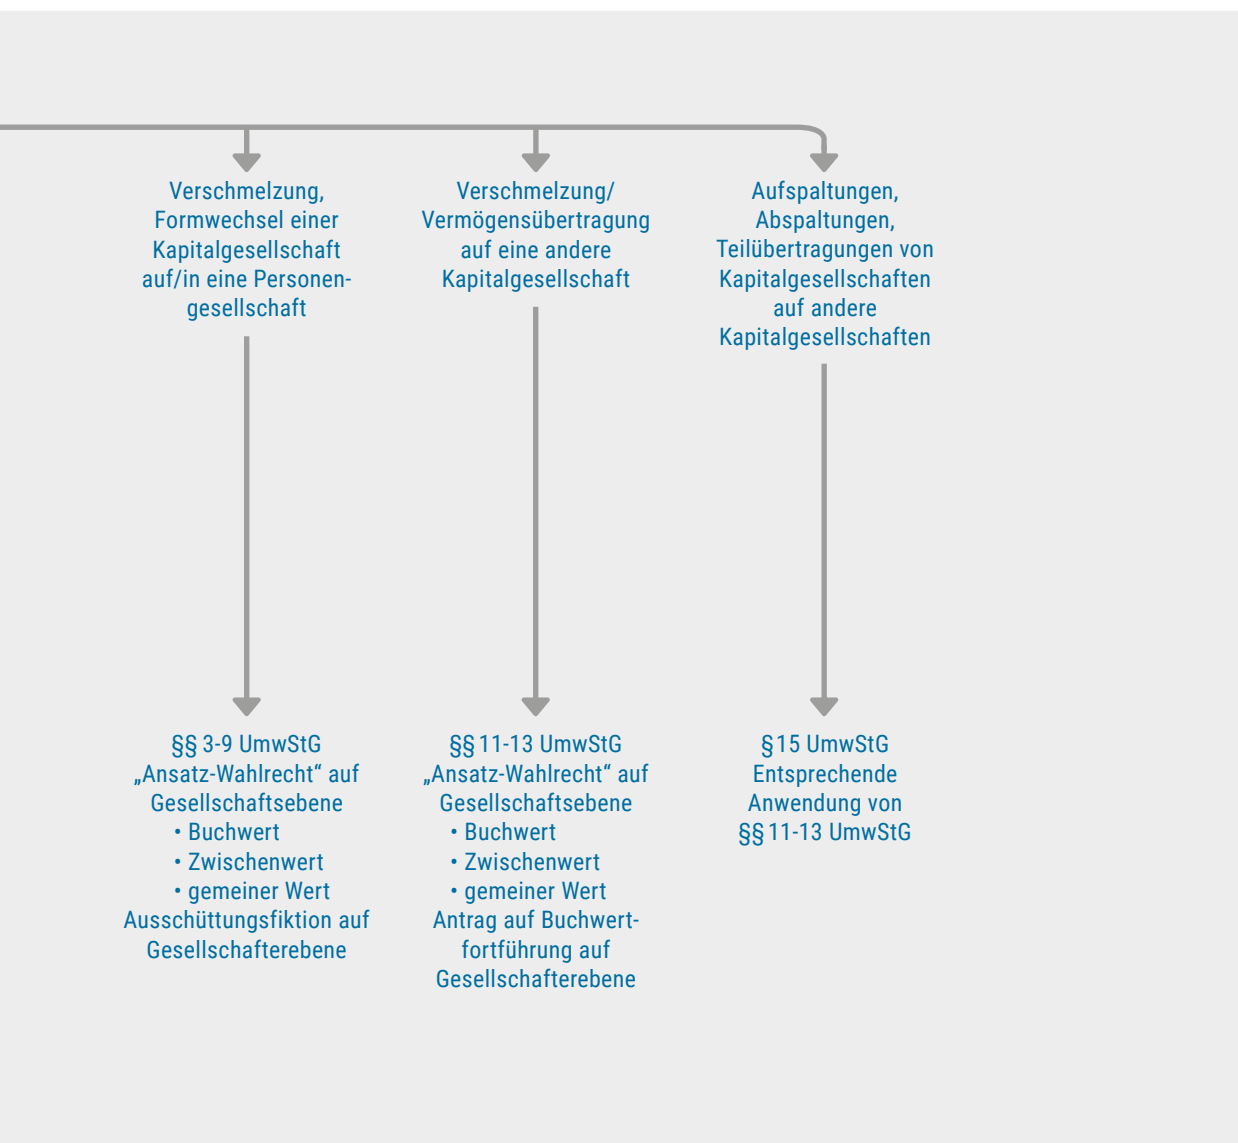 Verschmelzung,
Formwechsel einer
Kapitalgesellschaft
auf/in eine Personen-
gesellschaft
Verschmelzung/
Vermögensübertragung
auf eine andere
Kapitalgesellschaft
Aufspaltungen,
Abspaltungen,
Teilübertragungen von
Kapitalgesellschaften
auf andere
Kapitalgesellschaften
§§ 3-9 UmwStG
„Ansatz-Wahlrecht“ auf
Gesellschaftsebene
• Buchwert
• Zwischenwert
• gemeiner Wert
Ausschüttungsfiktion auf
Gesellschafterebene
§§ 11-13 UmwStG
„Ansatz-Wahlrecht“ auf
Gesellschaftsebene
• Buchwert
• Zwischenwert
• gemeiner Wert
Antrag auf Buchwert-
fortführung auf
Gesellschafterebene
§ 15 UmwStG
Entsprechende
Anwendung von
§§ 11-13 UmwStG